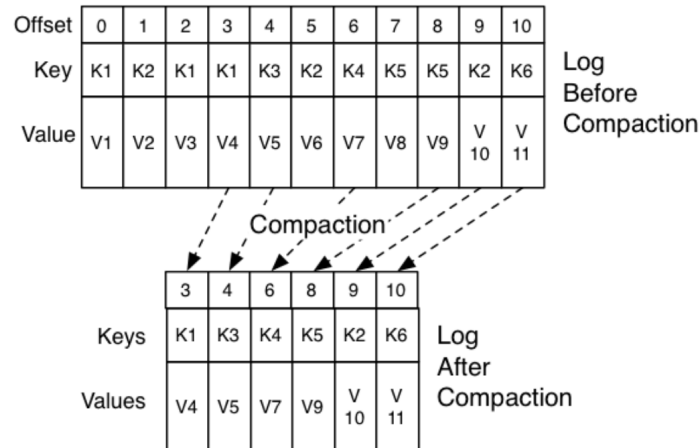 Offset 0 1 2 3 4 5 6 7 8 9 10
Key K1 K2 K1 K1 K3 K2 K4 K5 K5 K2 K6
Value V1 V2 V3 V4 V5 V6 V7 V8 V9 V 10 V 11
Log
Before
Compaction
Compaction
3 4 6 8 9 10
Keys K1 K3 K4 K5 K2 K6
Values V4 V5 V7 V9 V 10 V 11
Log
After
Compaction